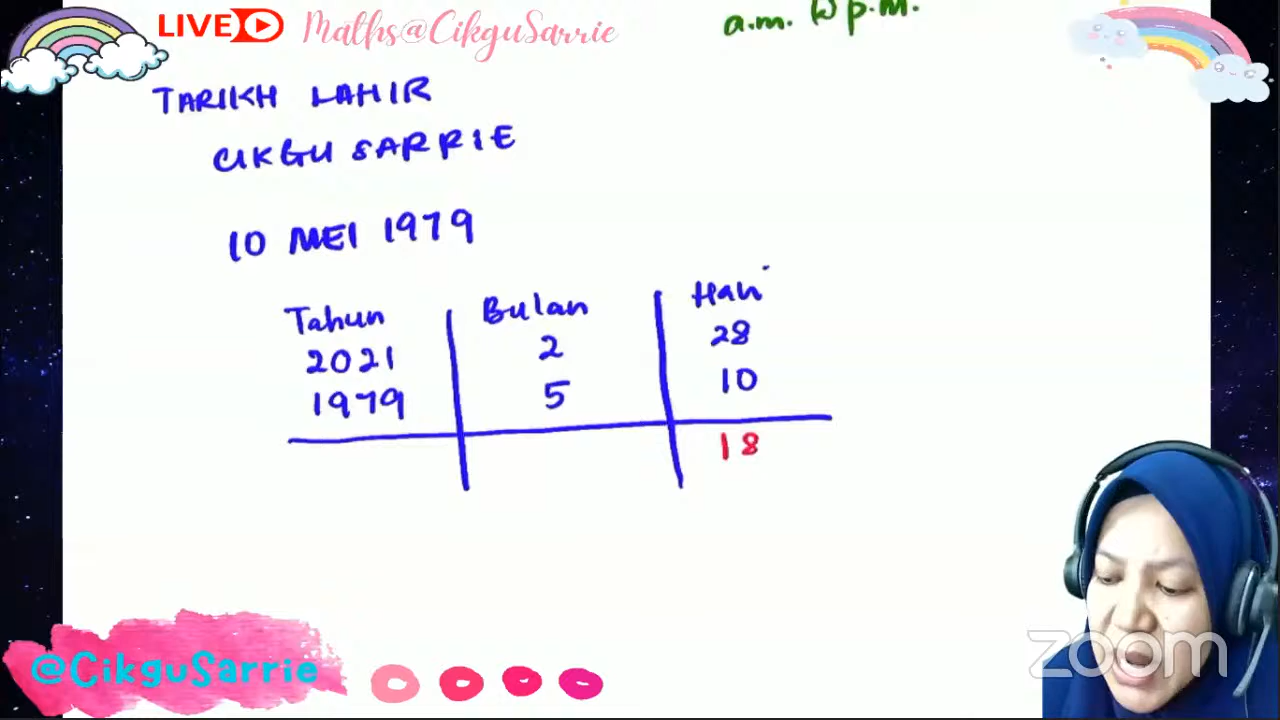 LIVE Maths@CikguSarrie
a.m. p.m.
TARIKH LAHIR
CIKGU SARRIE
10 MEI 1979
Tahun Bulan Hari
2021 2 28
1979 5 10
18
@CikguSarrie
zoom